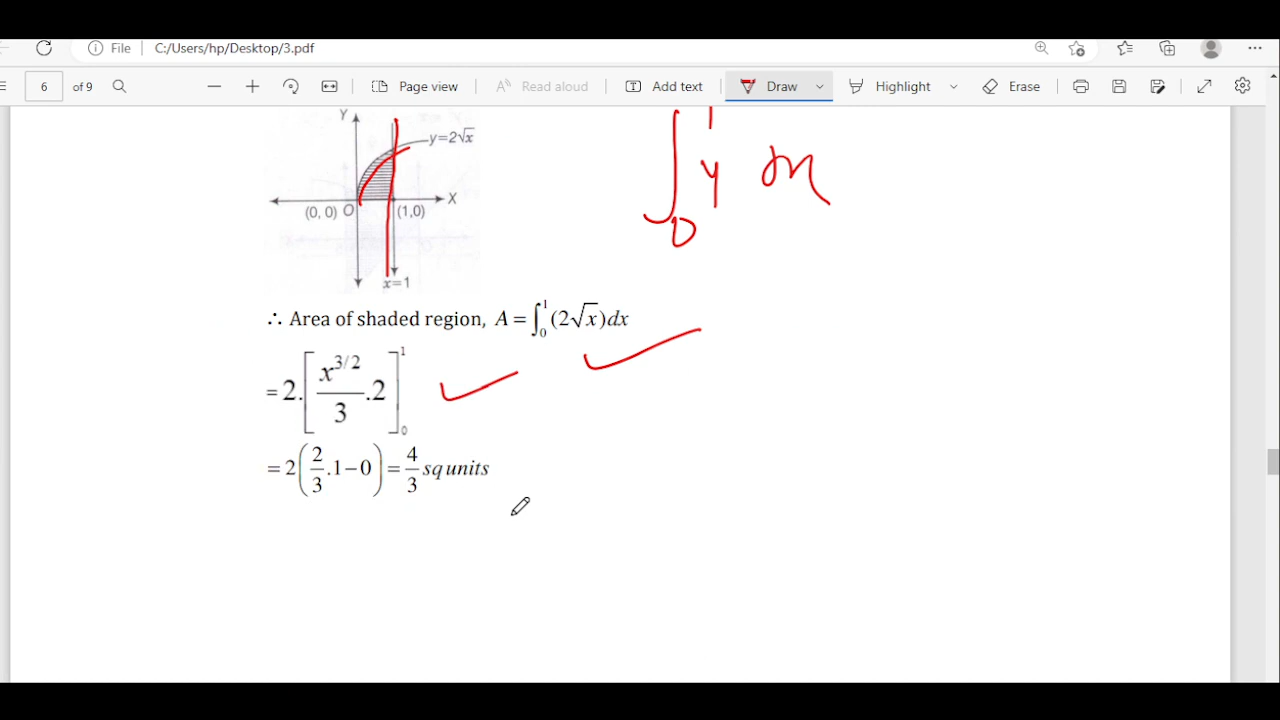 File C:/Users/hp/Desktop/3.pdf
6 of 9 Page view Read aloud Add text Draw Highlight Erase
Y
y=2√x
X
(0, 0) O (1,0)
x=1
∫₀¹ y dx
∴ Area of shaded region, A = ∫₀¹ (2√x)dx
= 2.[x^{3/2}/3 .2]₀¹
= 2(2/3 .1−0) = 4/3 sq units